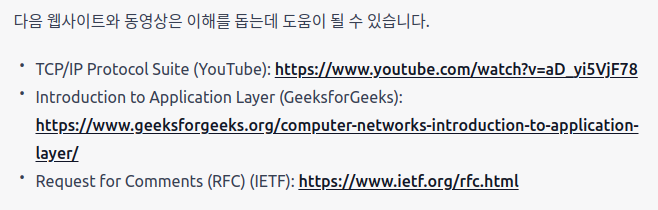 다음 웹사이트와 동영상은 이해를 돕는데 도움이 될 수 있습니다.
• TCP/IP Protocol Suite (YouTube): https://www.youtube.com/watch?v=aD_yi5VjF78
• Introduction to Application Layer (GeeksforGeeks):
https://www.geeksforgeeks.org/computer-networks-introduction-to-application-
layer/
• Request for Comments (RFC) (IETF): https://www.ietf.org/rfc.html